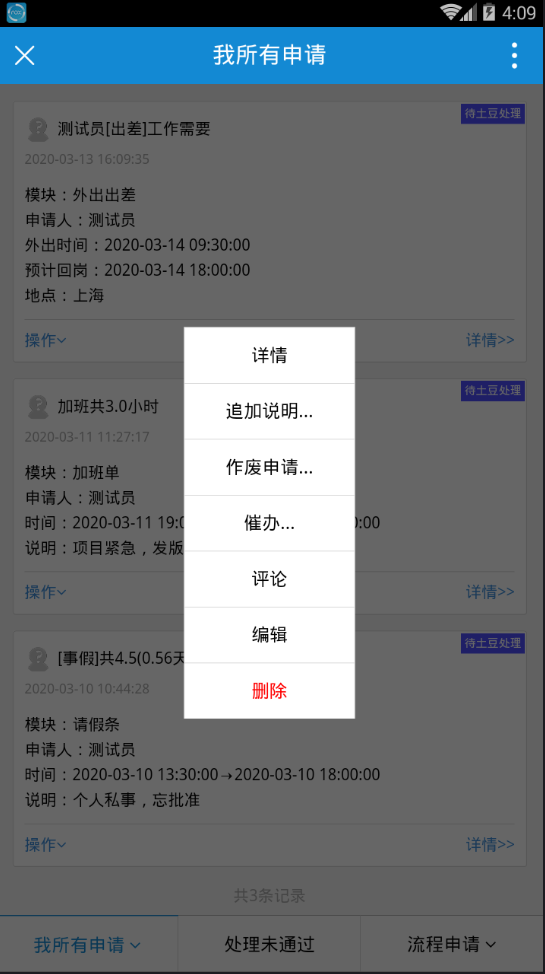 4:09
我所有申请
待土豆处理
测试员[出差]工作需要
2020-03-13 16:09:35
模块：外出出差
申请人：测试员
外出时间：2020-03-14 09:30:00
预计回岗：2020-03-14 18:00:00
地点：上海
操作
详情>>
待土豆处理
加班共3.0小时
2020-03-11 11:27:17
模块：加班单
申请人：测试员
时间：2020-03-11 19:0
0:00
说明：项目紧急，发版
操作
详情>>
待土豆处理
[事假]共4.5(0.56天
2020-03-10 10:44:28
模块：请假条
申请人：测试员
时间：2020-03-10 13:30:00→2020-03-10 18:00:00
说明：个人私事，忘批准
操作
详情>>
详情
追加说明...
作废申请...
催办...
评论
编辑
删除
共3条记录
我所有申请
处理未通过
流程申请